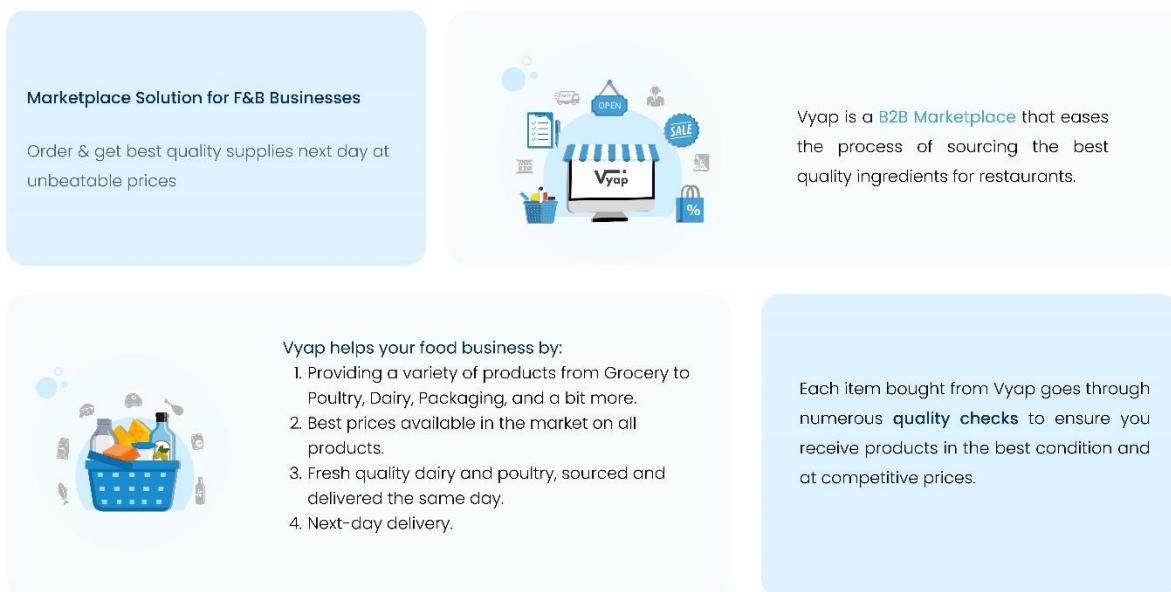 Marketplace Solution for F&B Businesses
Order & get best quality supplies next day at
unbeatable prices
OPEN
SALE
Vyap
%
Vyap is a B2B Marketplace that eases
the process of sourcing the best
quality ingredients for restaurants.
Vyap helps your food business by:
1. Providing a variety of products from Grocery to
Poultry, Dairy, Packaging, and a bit more.
2. Best prices available in the market on all
products.
3. Fresh quality dairy and poultry, sourced and
delivered the same day.
4. Next-day delivery.
Each item bought from Vyap goes through
numerous quality checks to ensure you
receive products in the best condition and
at competitive prices.